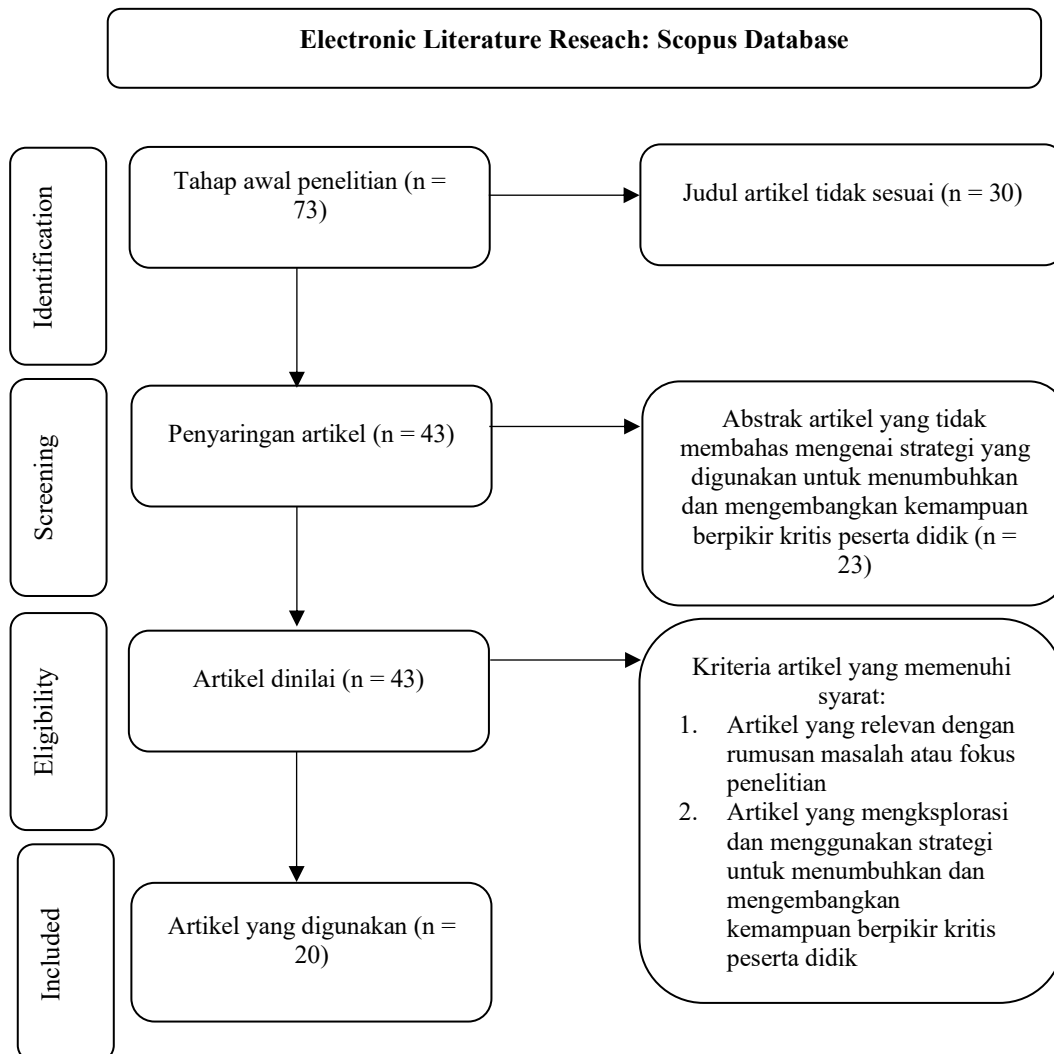 Electronic Literature Reseach: Scopus Database
Identification
Tahap awal penelitian (n =
73)
Judul artikel tidak sesuai (n = 30)
Screening
Penyaringan artikel (n = 43)
Abstrak artikel yang tidak
membahas mengenai strategi yang
digunakan untuk menumbuhkan
dan mengembangkan kemampuan
berpikir kritis peserta didik (n =
23)
Eligibility
Artikel dinilai (n = 43)
Kriteria artikel yang memenuhi
syarat:
1. Artikel yang relevan dengan
rumusan masalah atau fokus
penelitian
2. Artikel yang mengksplorasi
dan menggunakan strategi
untuk menumbuhkan dan
mengembangkan
kemampuan berpikir kritis
peserta didik
Included
Artikel yang digunakan (n =
20)